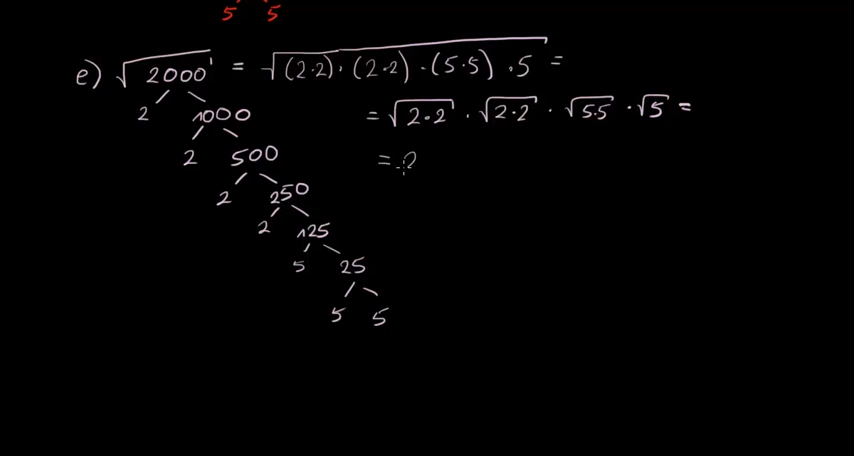 5 5
e) √2000 = √(2·2)·(2·2)·(5·5)·5 =
2 1000 = √2·2 · √2·2 · √5·5 · √5 =
2 500 = 2
2 250
2 125
5 25
5 5